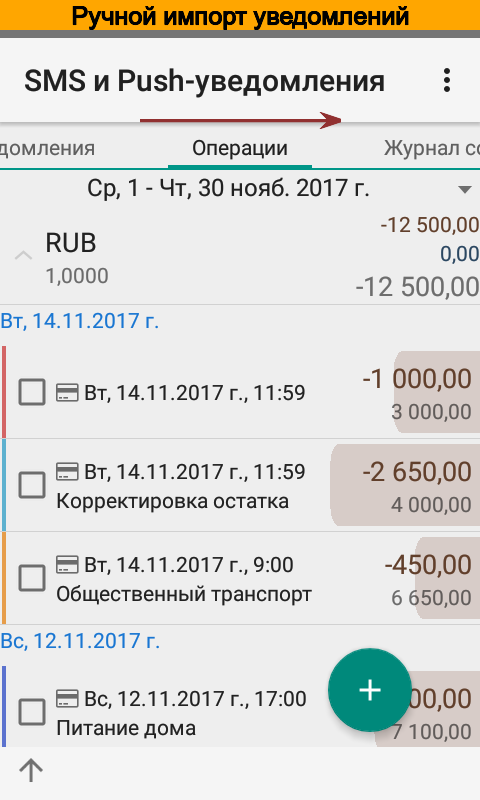 Ручной импорт уведомлений
SMS и Push-уведомления
домления Операции Журнал со
Ср, 1 - Чт, 30 нояб. 2017 г.
-12 500,00
RUB
0,00
1,0000
-12 500,00
Вт, 14.11.2017 г.
-1 000,00
Вт, 14.11.2017 г., 11:59
3 000,00
Вт, 14.11.2017 г., 11:59 -2 650,00
Корректировка остатка 4 000,00
Вт, 14.11.2017 г., 9:00 -450,00
Общественный транспорт 6 650,00
Вс, 12.11.2017 г.
Вс, 12.11.2017 г., 17:00 00,00
Питание дома 7 100,00